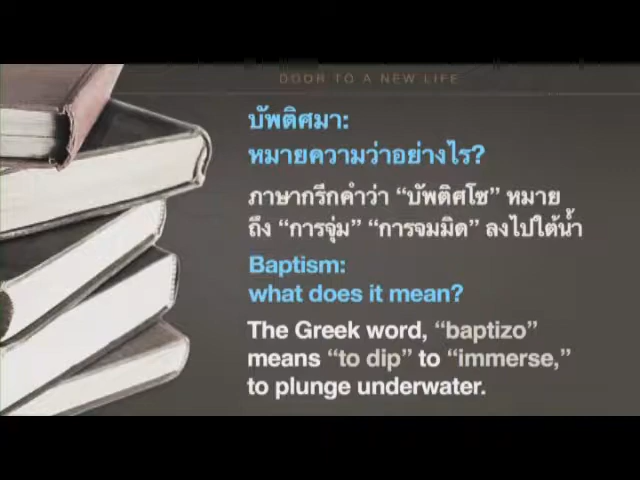 DOOR TO A NEW LIFE
บัพติศมา:
หมายความว่าอย่างไร?
ภาษากรีกคำว่า “บัพติศโซ” หมาย
ถึง “การจุ่ม” “การจมมิด” ลงไปใต้น้ำ
Baptism:
what does it mean?
The Greek word, “baptizo”
means “to dip” to “immerse,”
to plunge underwater.